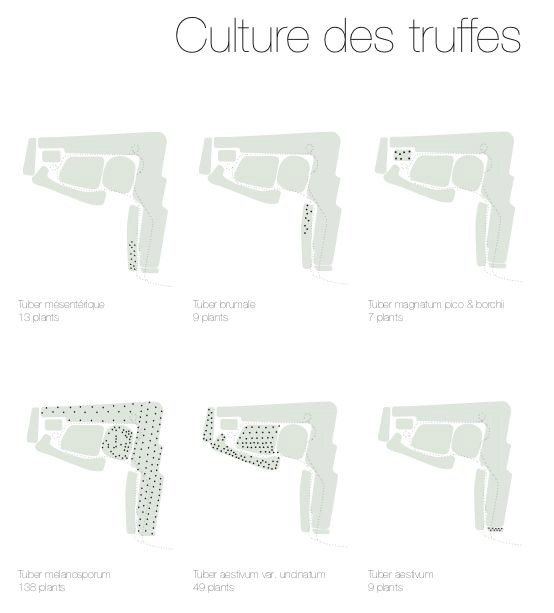 Culture des truffes
Tuber mésentérique
13 plants
Tuber brumale
9 plants
Tuber magnatum pico & borchii
7 plants
Tuber melanosporum
138 plants
Tuber aestivum var. uncinatum
49 plants
Tuber aestivum
9 plants